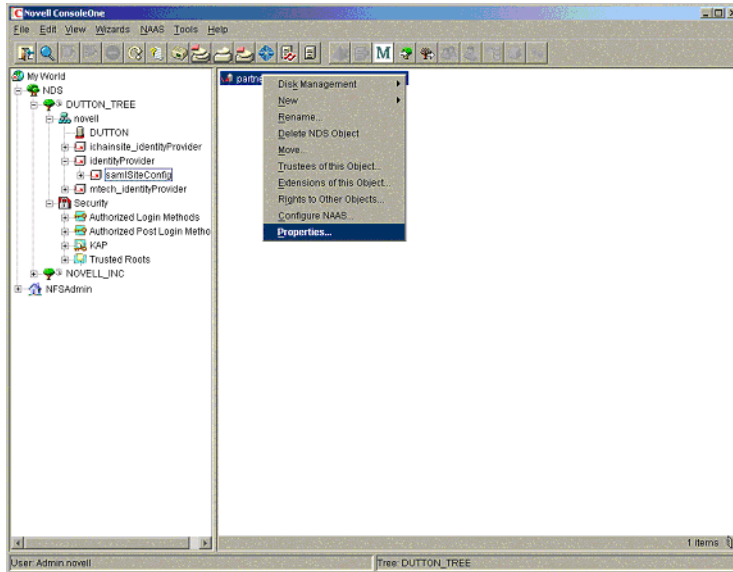 Novell ConsoleOne
File Edit View Wizards NAAS Tools Help
M
My World
NDS
DUTTON_TREE
novell
DUTTON
ichainsite_identityProvider
identityProvider
samlSiteConfig
mtech_identityProvider
Security
Authorized Login Methods
Authorized Post Login Metho
KAP
Trusted Roots
NOVELL_INC
NFSAdmin
partne
Disk Management
New
Rename...
Delete NDS Object
Move...
Trustees of this Object...
Extensions of this Object...
Rights to Other Objects...
Configure NAAS...
Properties...
1 items
User: Admin.novell
Tree: DUTTON_TREE